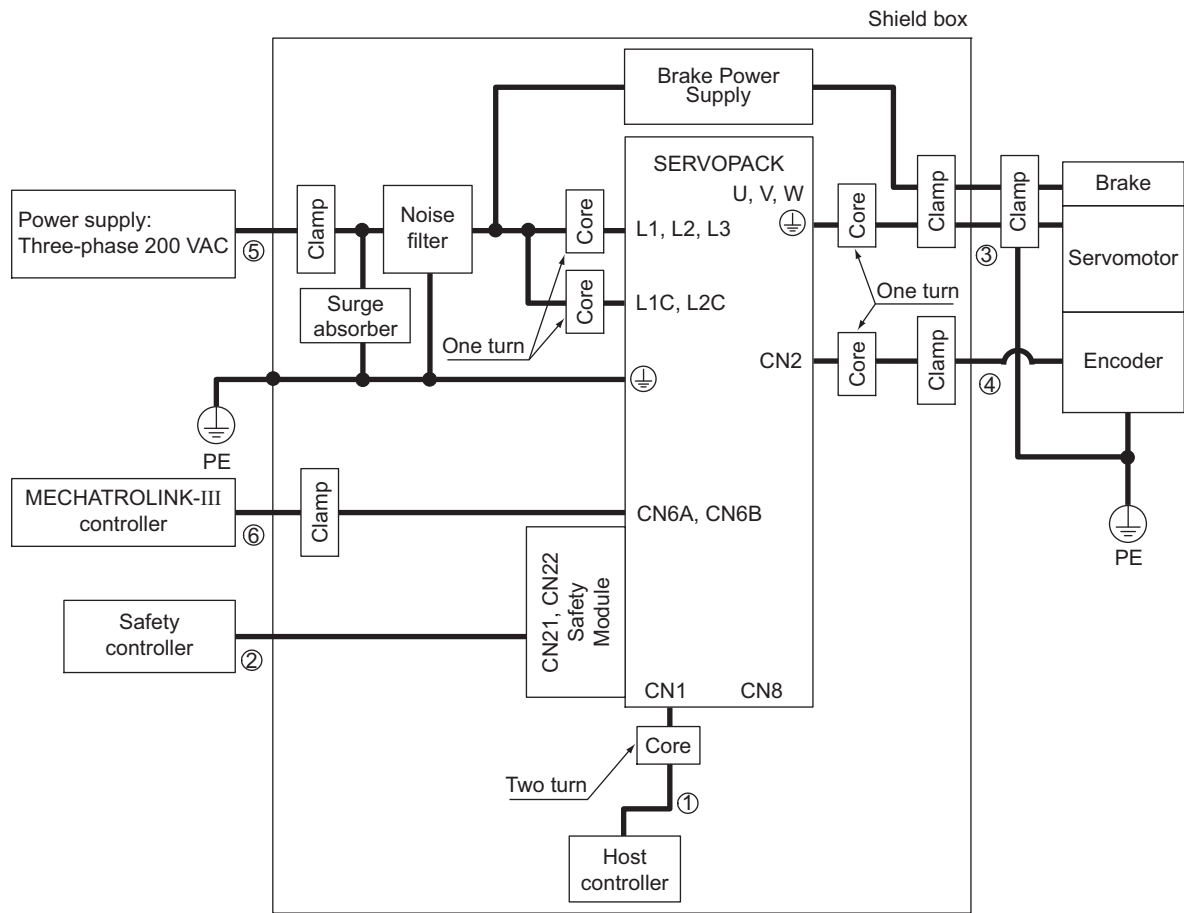 Shield box
Brake Power
Supply
SERVOPACK
U, V, W
Clamp
Clamp
Brake
Power supply:
Three-phase 200 VAC
⑤
Clamp
Noise
filter
Core
L1, L2, L3
Core
③
Servomotor
Surge
absorber
Core
L1C, L2C
One turn
One turn
CN2
Core
Clamp
④
Encoder
PE
MECHATROLINK-III
controller
⑥
Clamp
CN6A, CN6B
PE
Safety
controller
②
CN21, CN22
Safety
Module
CN1
CN8
Core
Two turn
①
Host
controller